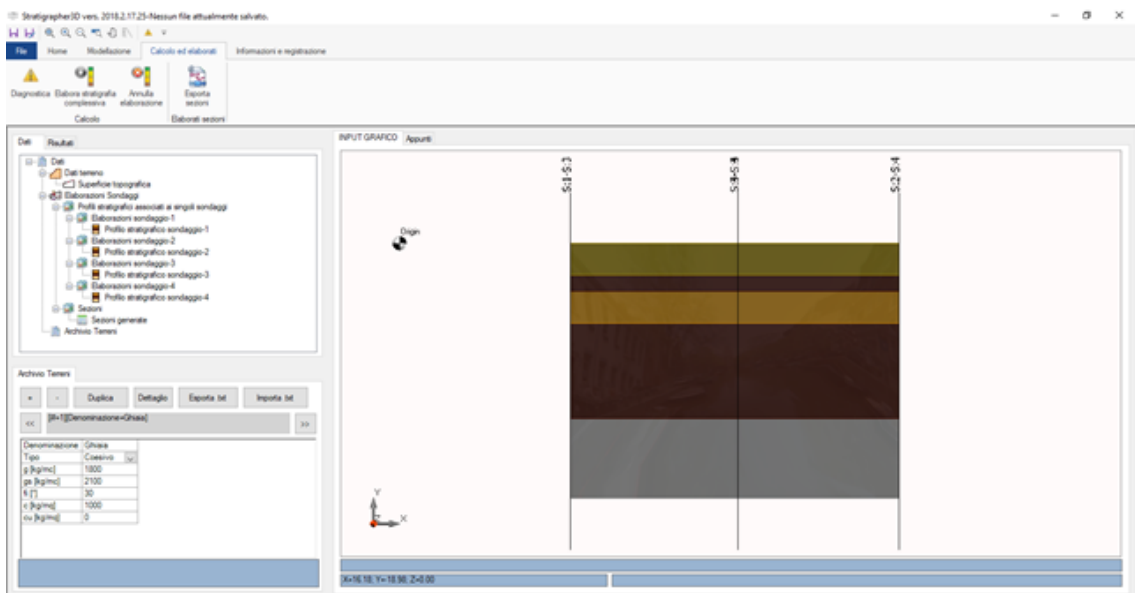 Stratigrapher3D vers. 2018.2.17.25-Nessun file attualmente salvato.
File Home Modellazione Calcolo ed elaborati Informazioni e registrazione
Diagnostica Elabora stratigrafia complessiva Annulla elaborazione Esporta sezioni
Calcolo Elaborati sezioni
Dati Risultati
Dati
Dati terreno
Superficie topografica
Elaborazioni Sondaggi
Profili stratigrafici associati ai singoli sondaggi
Elaborazioni sondaggio-1
Profilo stratigrafico sondaggio-1
Elaborazioni sondaggio-2
Profilo stratigrafico sondaggio-2
Elaborazioni sondaggio-3
Profilo stratigrafico sondaggio-3
Elaborazioni sondaggio-4
Profilo stratigrafico sondaggio-4
Sezioni
Sezioni generate
Archivio Terreni
Archivio Terreni
+ - Duplica Dettaglio Esporta .txt Importa .txt
<< [#=1][Denominazione=Ghiaia] >>
Denominazione Ghiaia
Tipo Coesivo
g [kg/mc] 1800
gs [kg/mc] 2100
fi [°] 30
c [kg/mq] 1000
cu [kg/mq] 0
INPUT GRAFICO Appunti
S:1-S:3
S:2-S:4
Origin
Y
X
X=16.18; Y=-18.98; Z=0.00